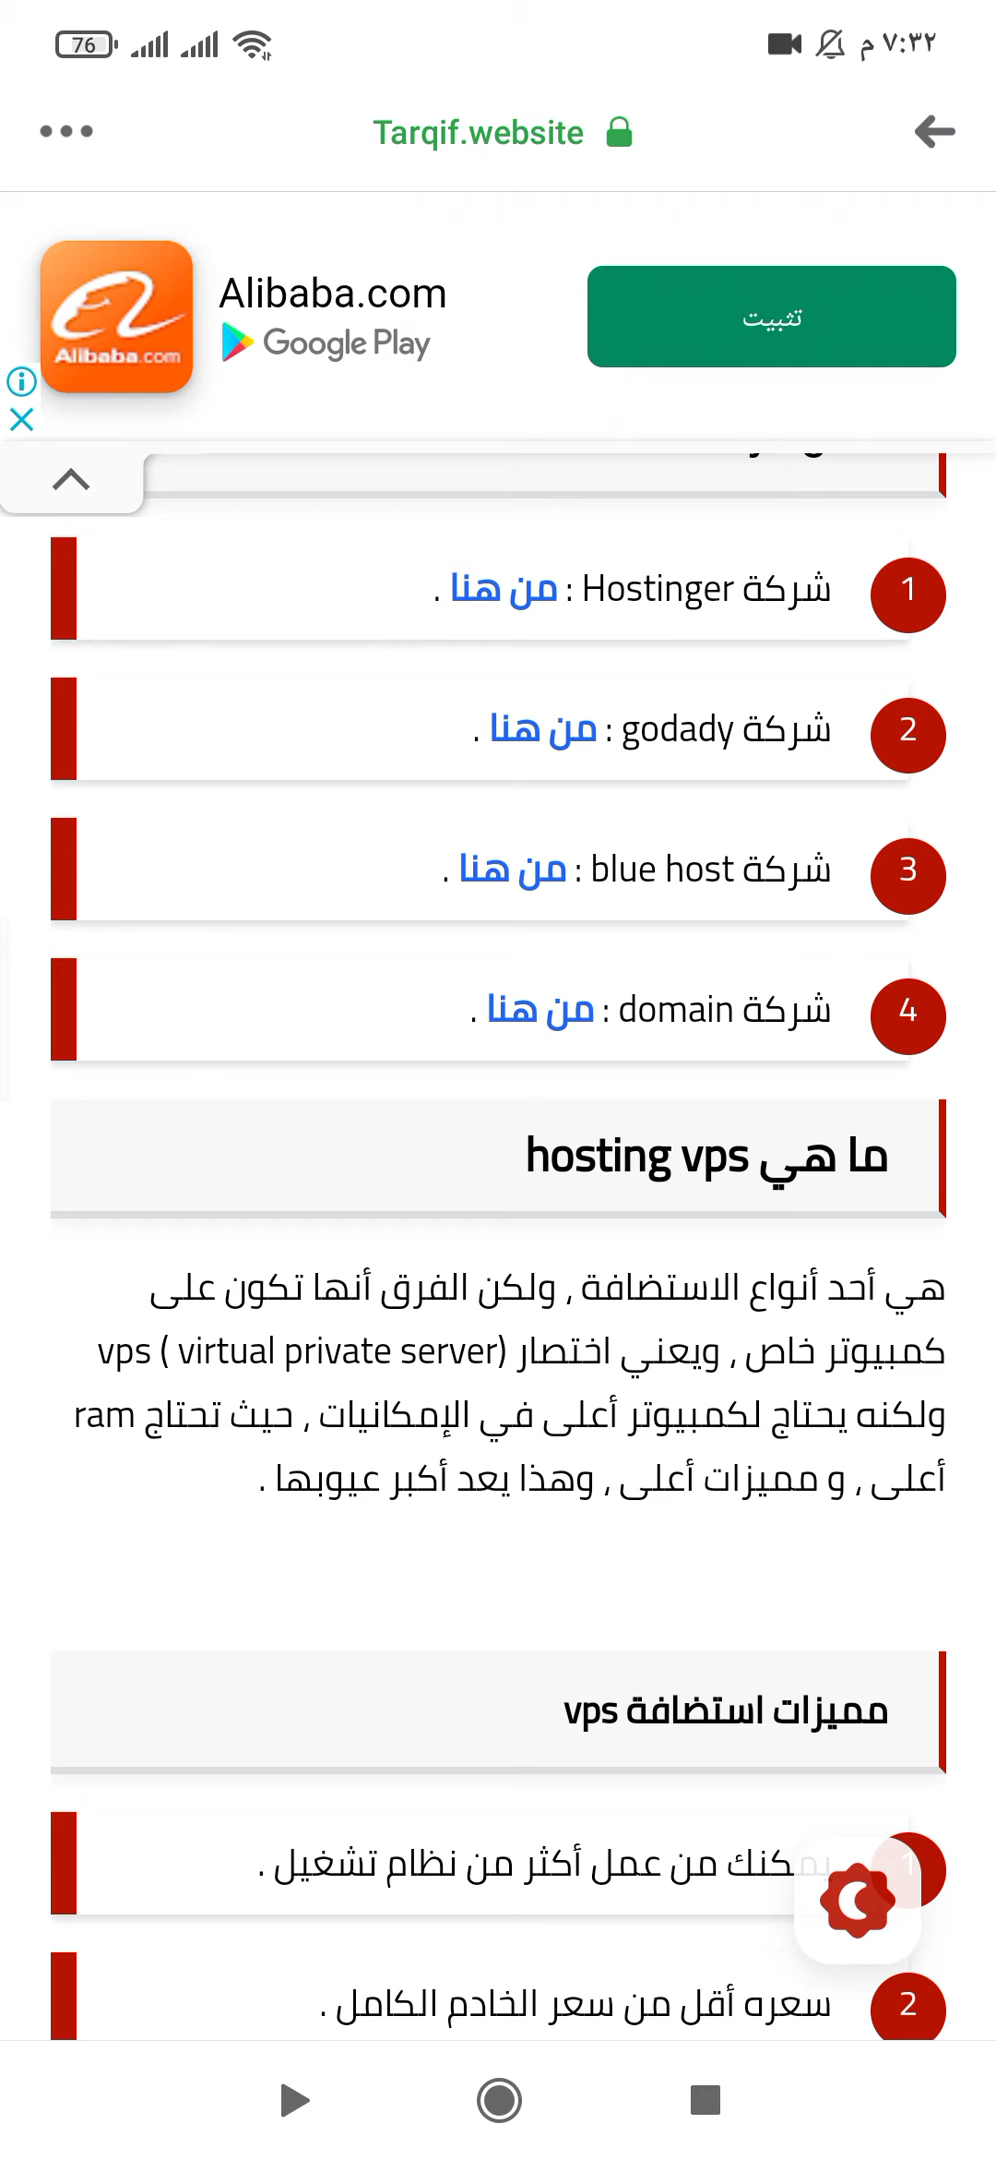 76
٧:٣٢ م
Tarqif.website
Alibaba.com
Alibaba.com
Google Play
تثبيت
1
شركة Hostinger : من هنا .
2
شركة godady : من هنا .
3
شركة blue host : من هنا .
4
شركة domain : من هنا .
ما هي hosting vps
هي أحد أنواع الاستضافة , ولكن الفرق أنها تكون على
كمبيوتر خاص , ويعني اختصار vps ( virtual private server)
ولكنه يحتاج لكمبيوتر أعلى في الإمكانيات , حيث تحتاج ram
أعلى , و مميزات أعلى , وهذا يعد أكبر عيوبها .
مميزات استضافة vps
1
يمكنك من عمل أكثر من نظام تشغيل .
2
سعره أقل من سعر الخادم الكامل .